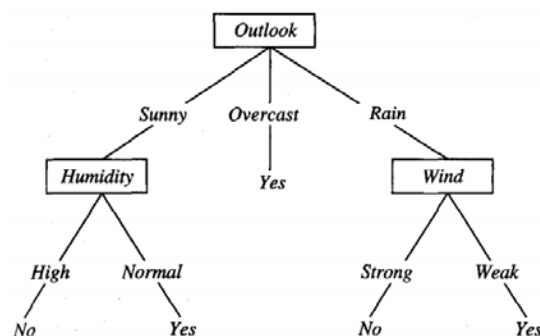 Outlook
Sunny Overcast Rain
Humidity Yes Wind
High Normal Strong Weak
No Yes No Yes